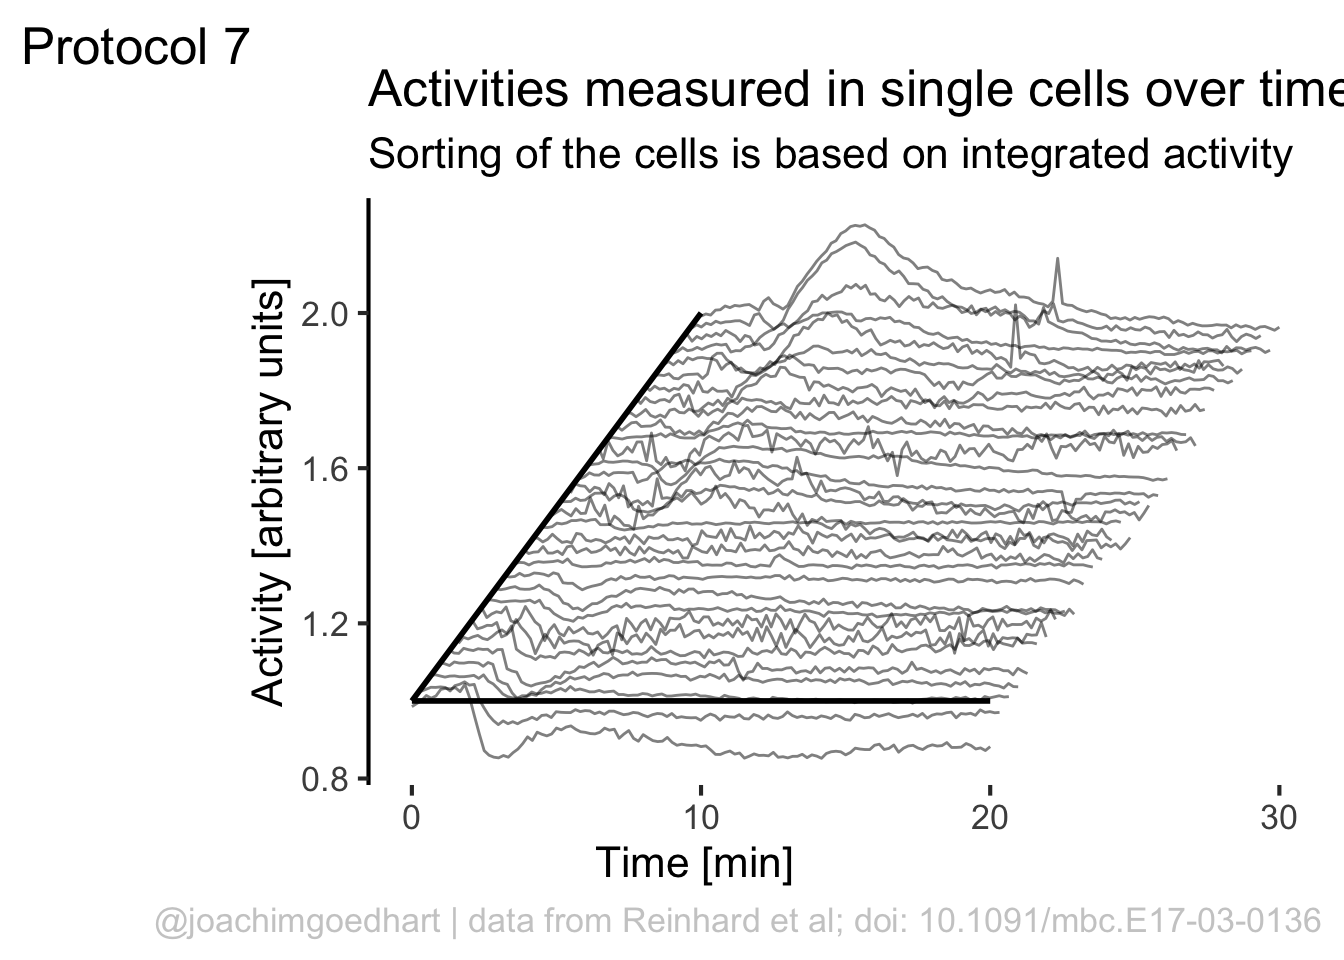 Protocol 7
Activities measured in single cells over time
Sorting of the cells is based on integrated activity
Activity [arbitrary units]
2.0
1.6
1.2
0.8
0
10
20
30
Time [min]
@joachimgoedhart | data from Reinhard et al; doi: 10.1091/mbc.E17-03-0136